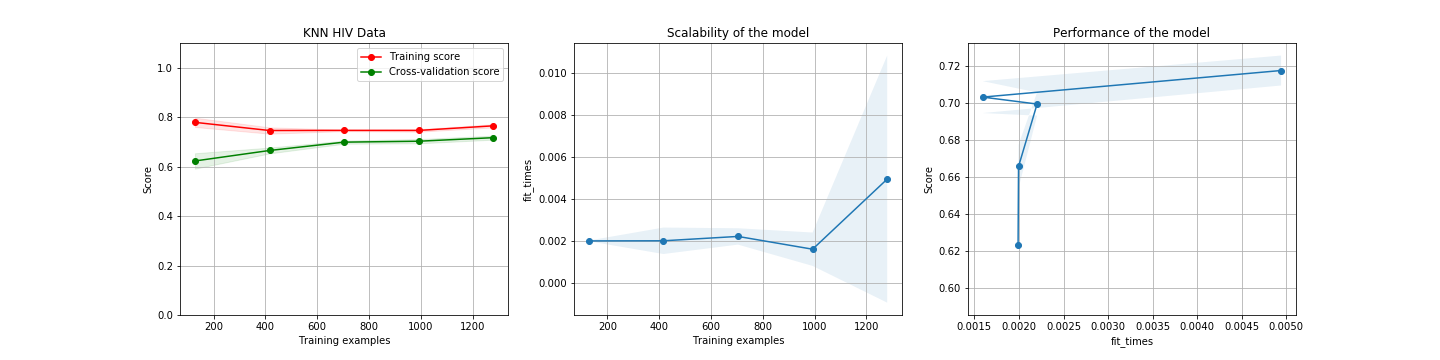 KNN HIV Data
Training score
Cross-validation score
Score
1.0
0.8
0.6
0.4
0.2
0.0
200 400 600 800 1000 1200
Training examples
Scalability of the model
fit_times
0.010
0.008
0.006
0.004
0.002
0.000
200 400 600 800 1000 1200
Training examples
Performance of the model
Score
0.72
0.70
0.68
0.66
0.64
0.62
0.60
0.0015 0.0020 0.0025 0.0030 0.0035 0.0040 0.0045 0.0050
fit_times